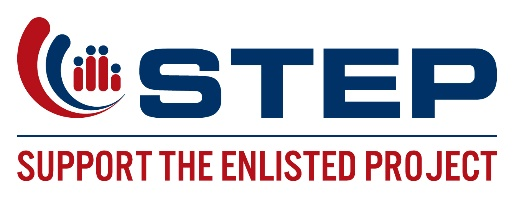 STEP
SUPPORT THE ENLISTED PROJECT